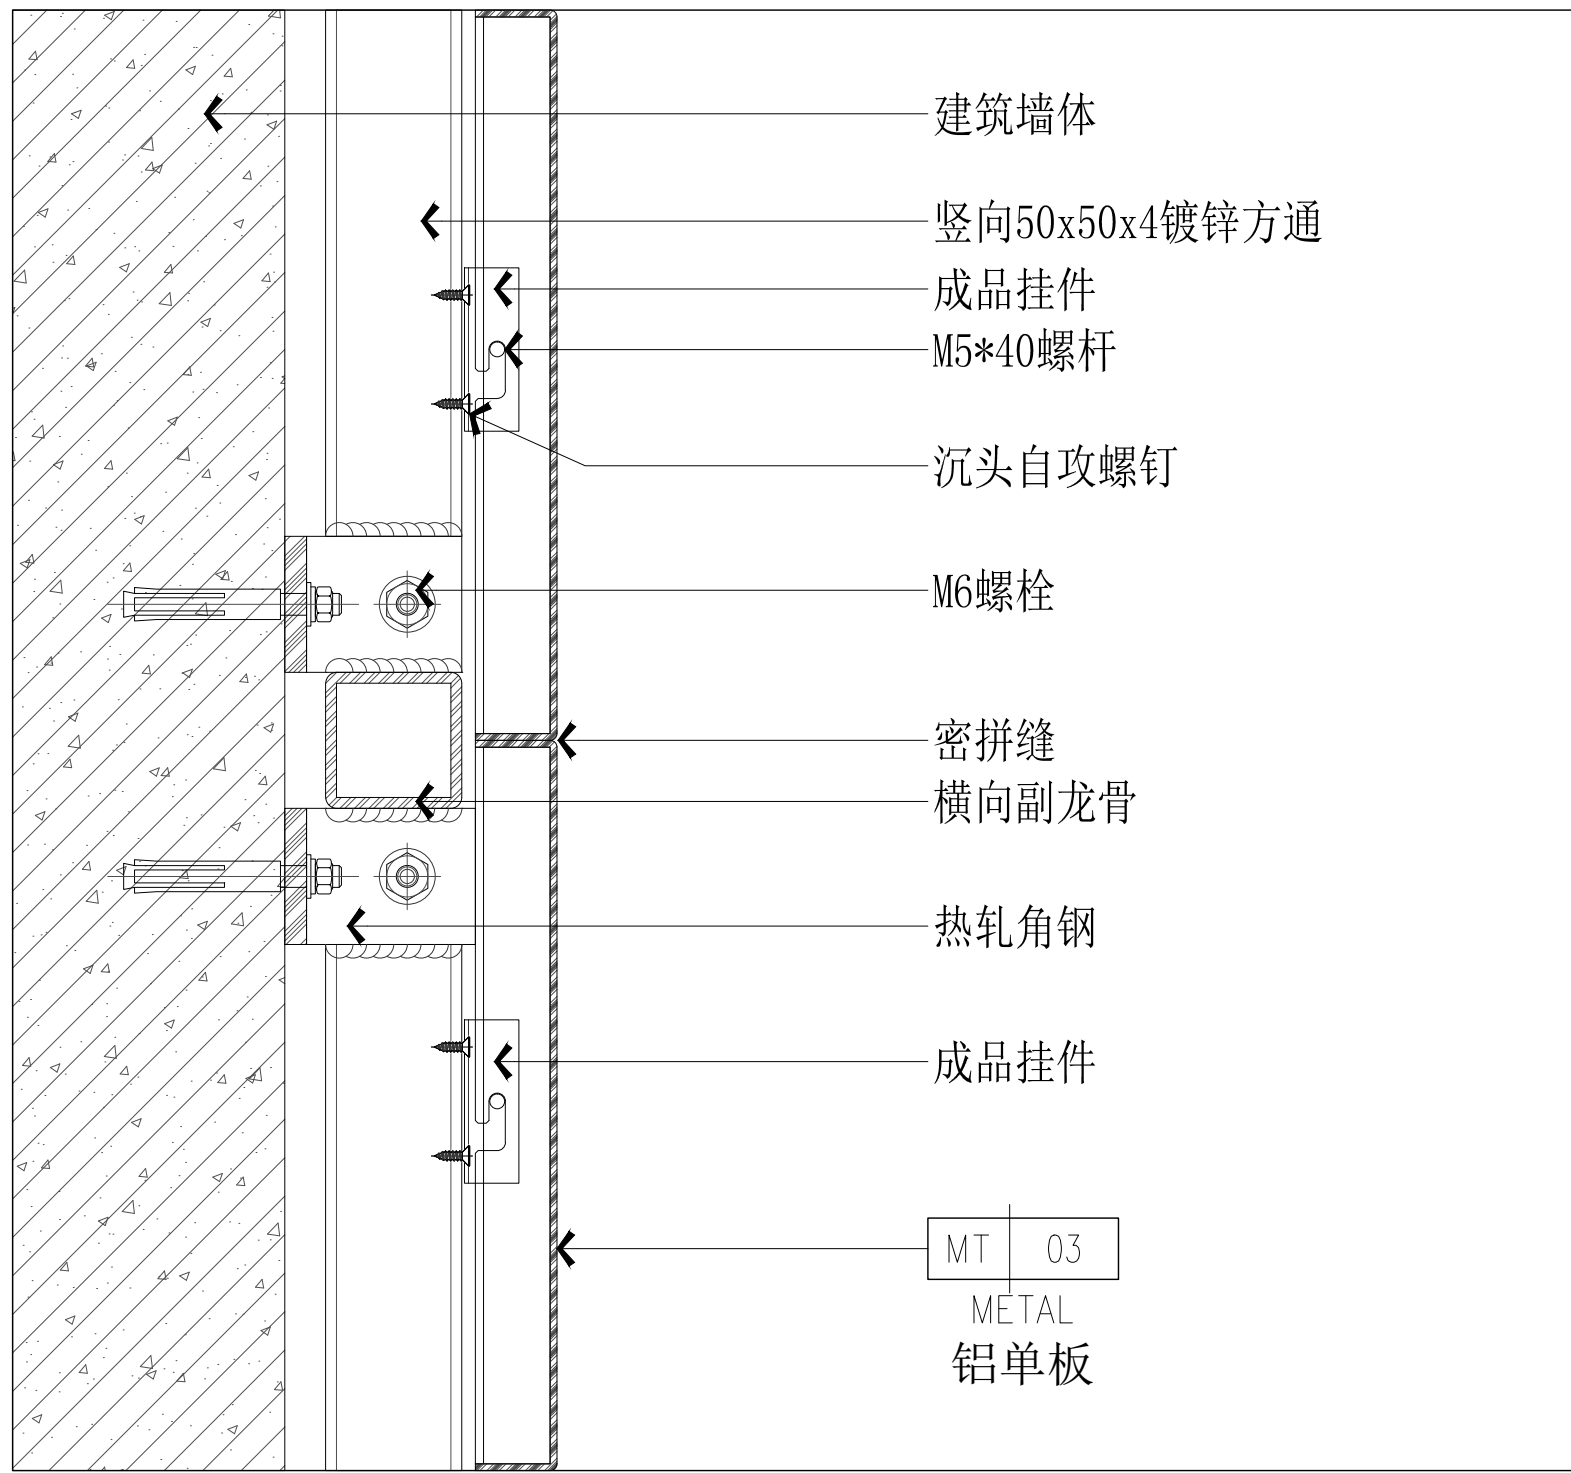 建筑墙体
竖向50x50x4镀锌方通
成品挂件
M5*40螺杆
沉头自攻螺钉
M6螺栓
密拼缝
横向副龙骨
热轧角钢
成品挂件
MT 03
METAL
铝单板